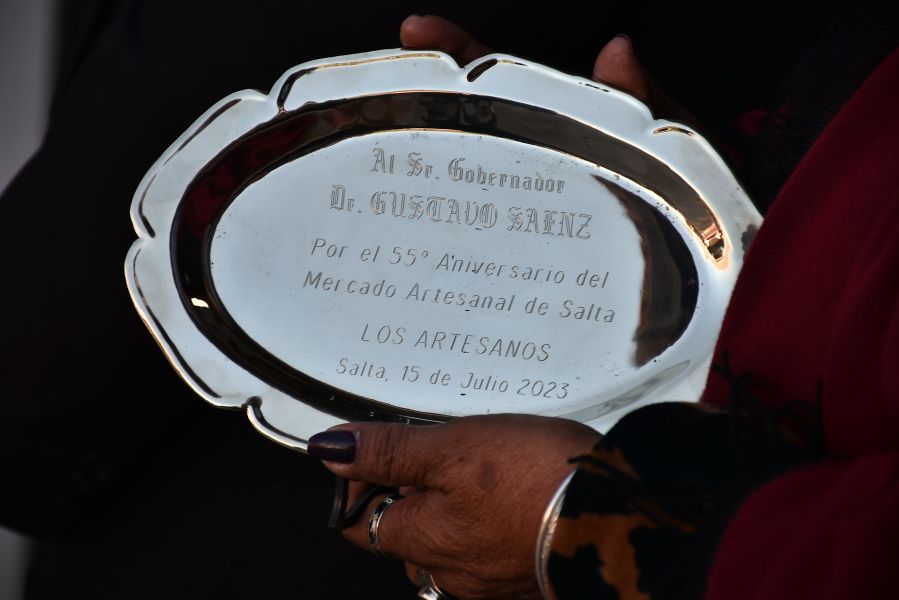 Al Sr. Gobernador
Dr. GUSTAVO SAENZ
Por el 55° Aniversario del
Mercado Artesanal de Salta
LOS ARTESANOS
Salta, 15 de Julio 2023